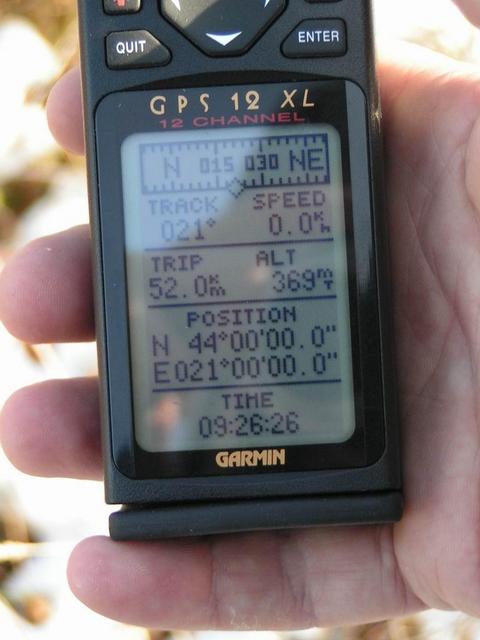 QUIT
ENTER
GPS 12 XL
12 CHANNEL
N 015 030 NE
TRACK SPEED
021° 0.0Kh
TRIP ALT
52.0Km 369mT
POSITION
N 44°00'00.0"
E021°00'00.0"
TIME
09:26:26
GARMIN